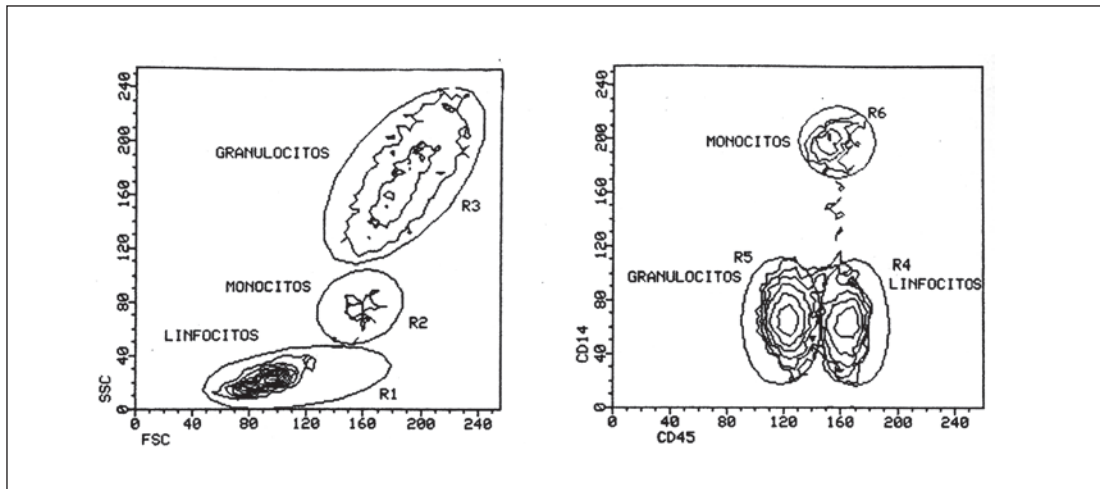 240
200
160
120
80
40
0
SSC
GRANULOCITOS
R3
MONOCITOS
R2
LINFOCITOS
R1
0 40 80 120 160 200 240
FSC
240
200
160
120
80
40
0
CD14
R6
MONOCITOS
R5
R4
GRANULOCITOS
LINFOCITOS
0 40 80 120 160 200 240
CD45